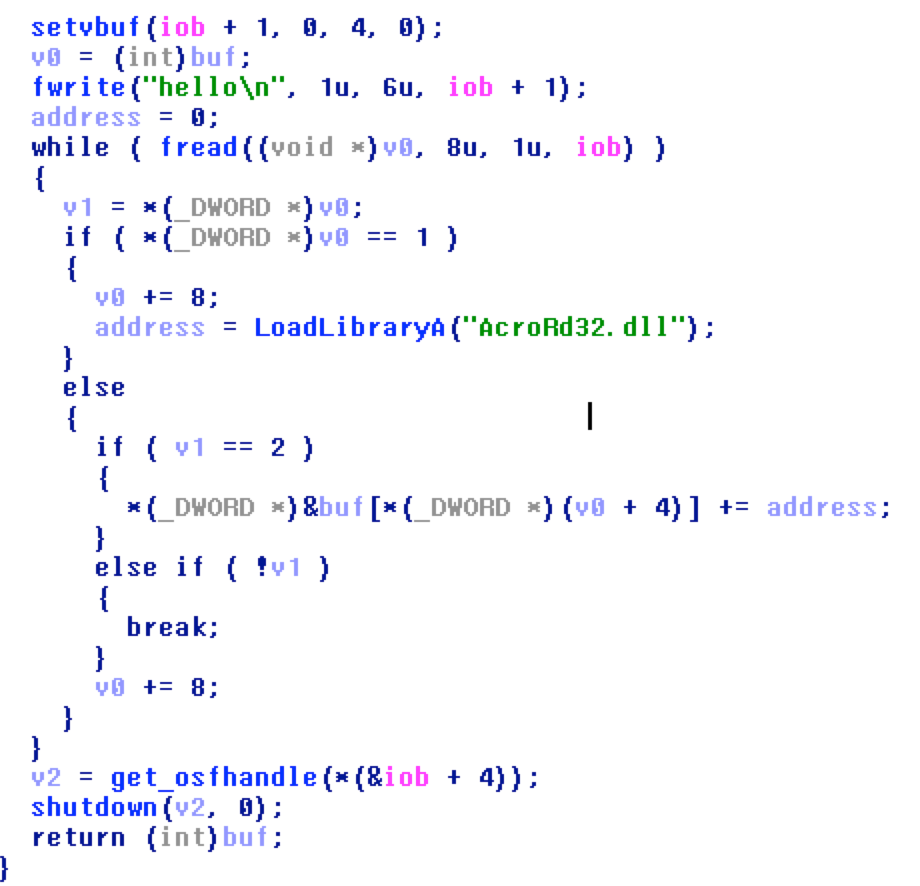 setvbuf(iob + 1, 0, 4, 0);
v0 = (int)buf;
fwrite("hello\n", 1u, 6u, iob + 1);
address = 0;
while ( fread((void *)v0, 8u, 1u, iob) )
{
v1 = *(_DWORD *)v0;
if ( *(_DWORD *)v0 == 1 )
{
v0 += 8;
address = LoadLibraryA("AcroRd32.dll");
}
else
{
if ( v1 == 2 )
{
*(_DWORD *)&buf[*(_DWORD *)(v0 + 4)] += address;
}
else if ( !v1 )
{
break;
}
v0 += 8;
}
}
v2 = get_osfhandle(*(&iob + 4));
shutdown(v2, 0);
return (int)buf;
}